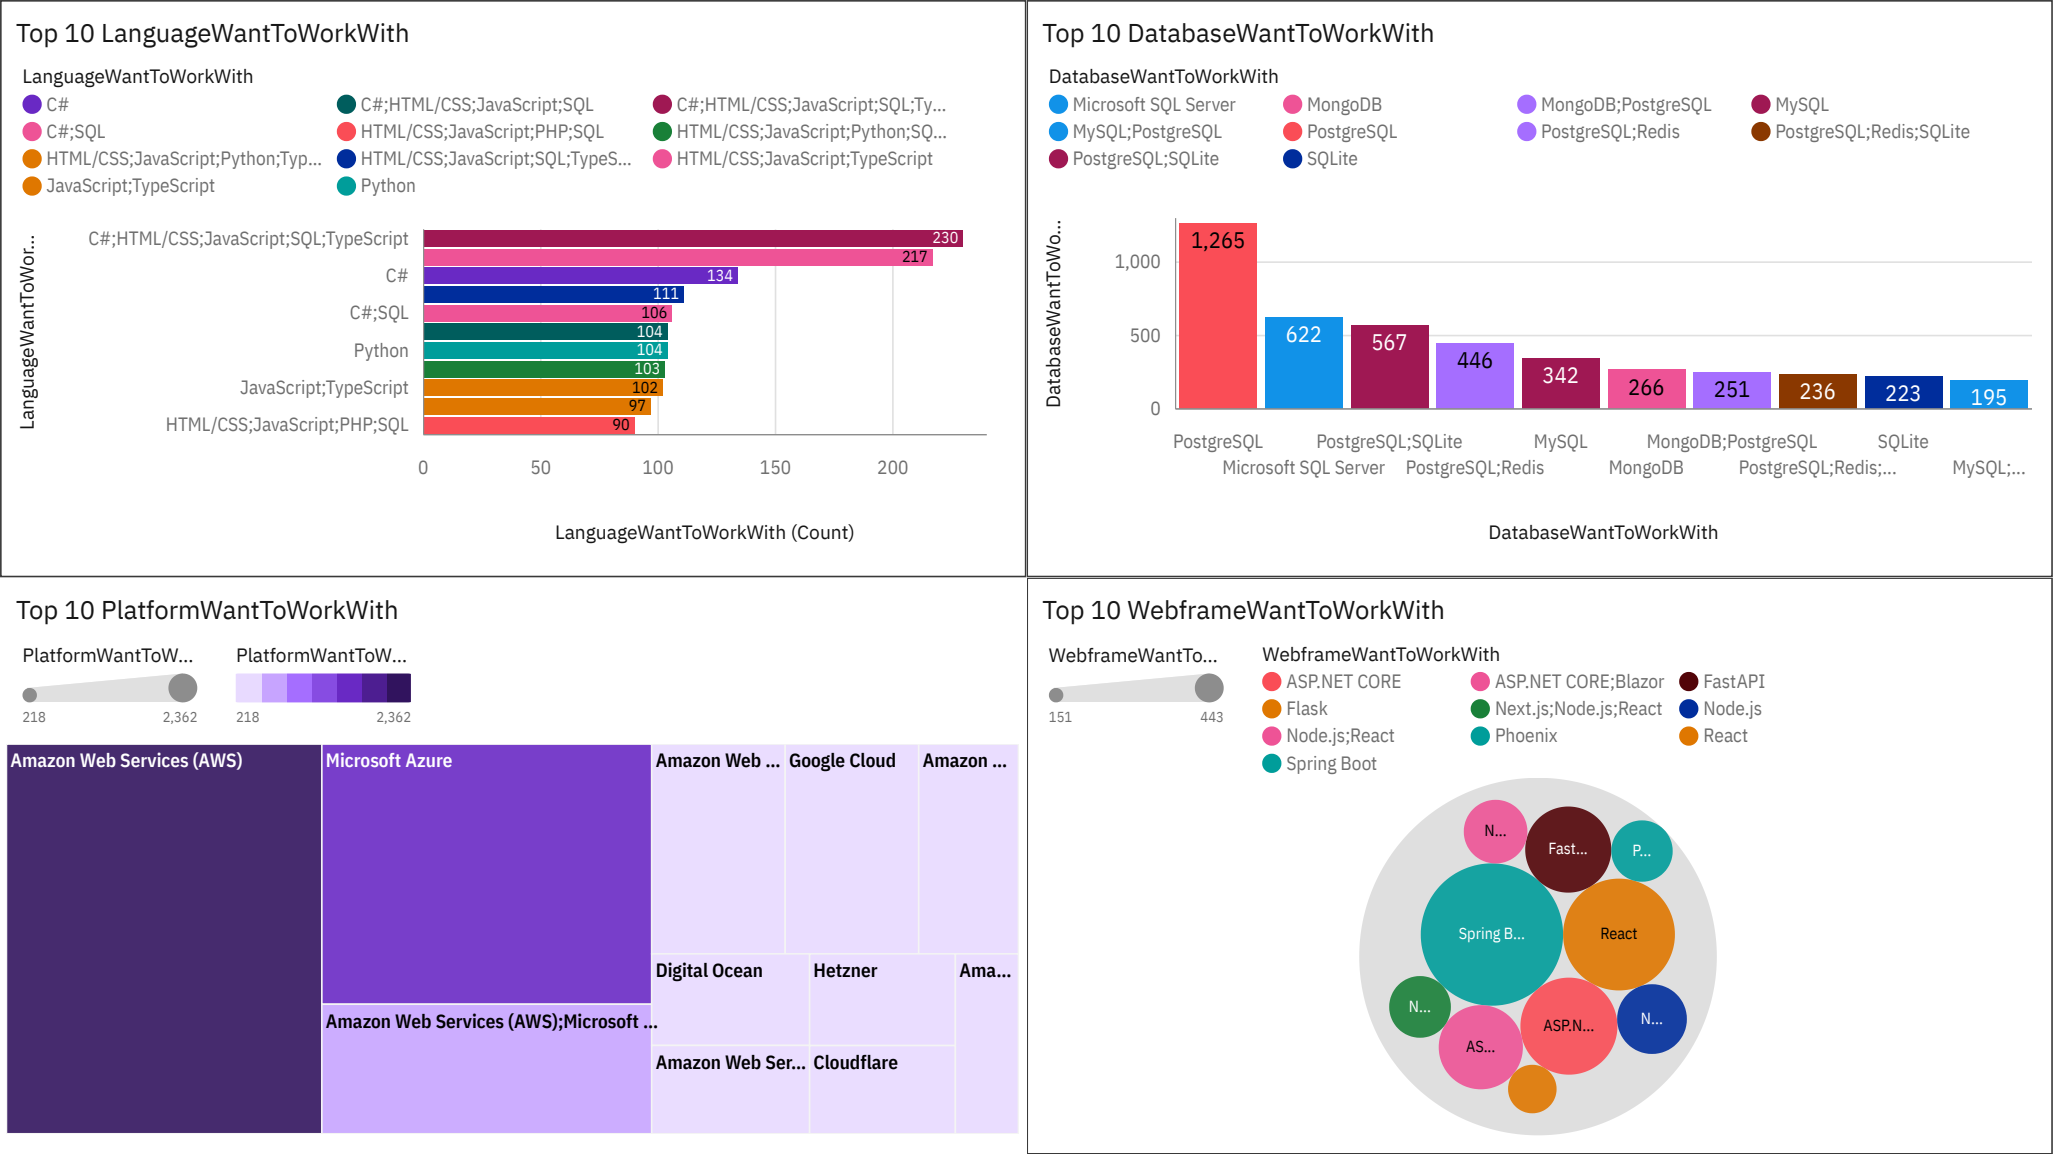 Top 10 LanguageWantToWorkWith
LanguageWantToWorkWith
C#
C#;HTML/CSS;JavaScript;SQL
C#;HTML/CSS;JavaScript;SQL;Ty...
C#;SQL
HTML/CSS;JavaScript;PHP;SQL
HTML/CSS;JavaScript;Python;SQ...
HTML/CSS;JavaScript;Python;Typ...
HTML/CSS;JavaScript;SQL;TypeS...
HTML/CSS;JavaScript;TypeScript
JavaScript;TypeScript
Python
LanguageWantToWor...
C#;HTML/CSS;JavaScript;SQL;TypeScript
230
217
C#
134
111
C#;SQL
106
104
Python
104
103
JavaScript;TypeScript
102
97
HTML/CSS;JavaScript;PHP;SQL
90
0
50
100
150
200
LanguageWantToWorkWith (Count)
Top 10 DatabaseWantToWorkWith
DatabaseWantToWorkWith
Microsoft SQL Server
MongoDB
MongoDB;PostgreSQL
MySQL
MySQL;PostgreSQL
PostgreSQL
PostgreSQL;Redis
PostgreSQL;Redis;SQLite
PostgreSQL;SQLite
SQLite
DatabaseWantToWo...
1,000
500
0
1,265
622
567
446
342
266
251
236
223
195
PostgreSQL
PostgreSQL;SQLite
MySQL
MongoDB;PostgreSQL
SQLite
Microsoft SQL Server
PostgreSQL;Redis
MongoDB
PostgreSQL;Redis;...
MySQL;...
DatabaseWantToWorkWith
Top 10 PlatformWantToWorkWith
PlatformWantToW...
218
2,362
PlatformWantToW...
218
2,362
Amazon Web Services (AWS)
Microsoft Azure
Amazon Web Services (AWS);Microsoft ...
Amazon Web ...
Google Cloud
Amazon ...
Digital Ocean
Hetzner
Ama...
Amazon Web Ser...
Cloudflare
Top 10 WebframeWantToWorkWith
WebframeWantTo...
151
443
WebframeWantToWorkWith
ASP.NET CORE
ASP.NET CORE;Blazor
FastAPI
Flask
Next.js;Node.js;React
Node.js
Node.js;React
Phoenix
React
Spring Boot
N...
Fast...
P...
Spring B...
React
N...
AS...
ASP.N...
N...